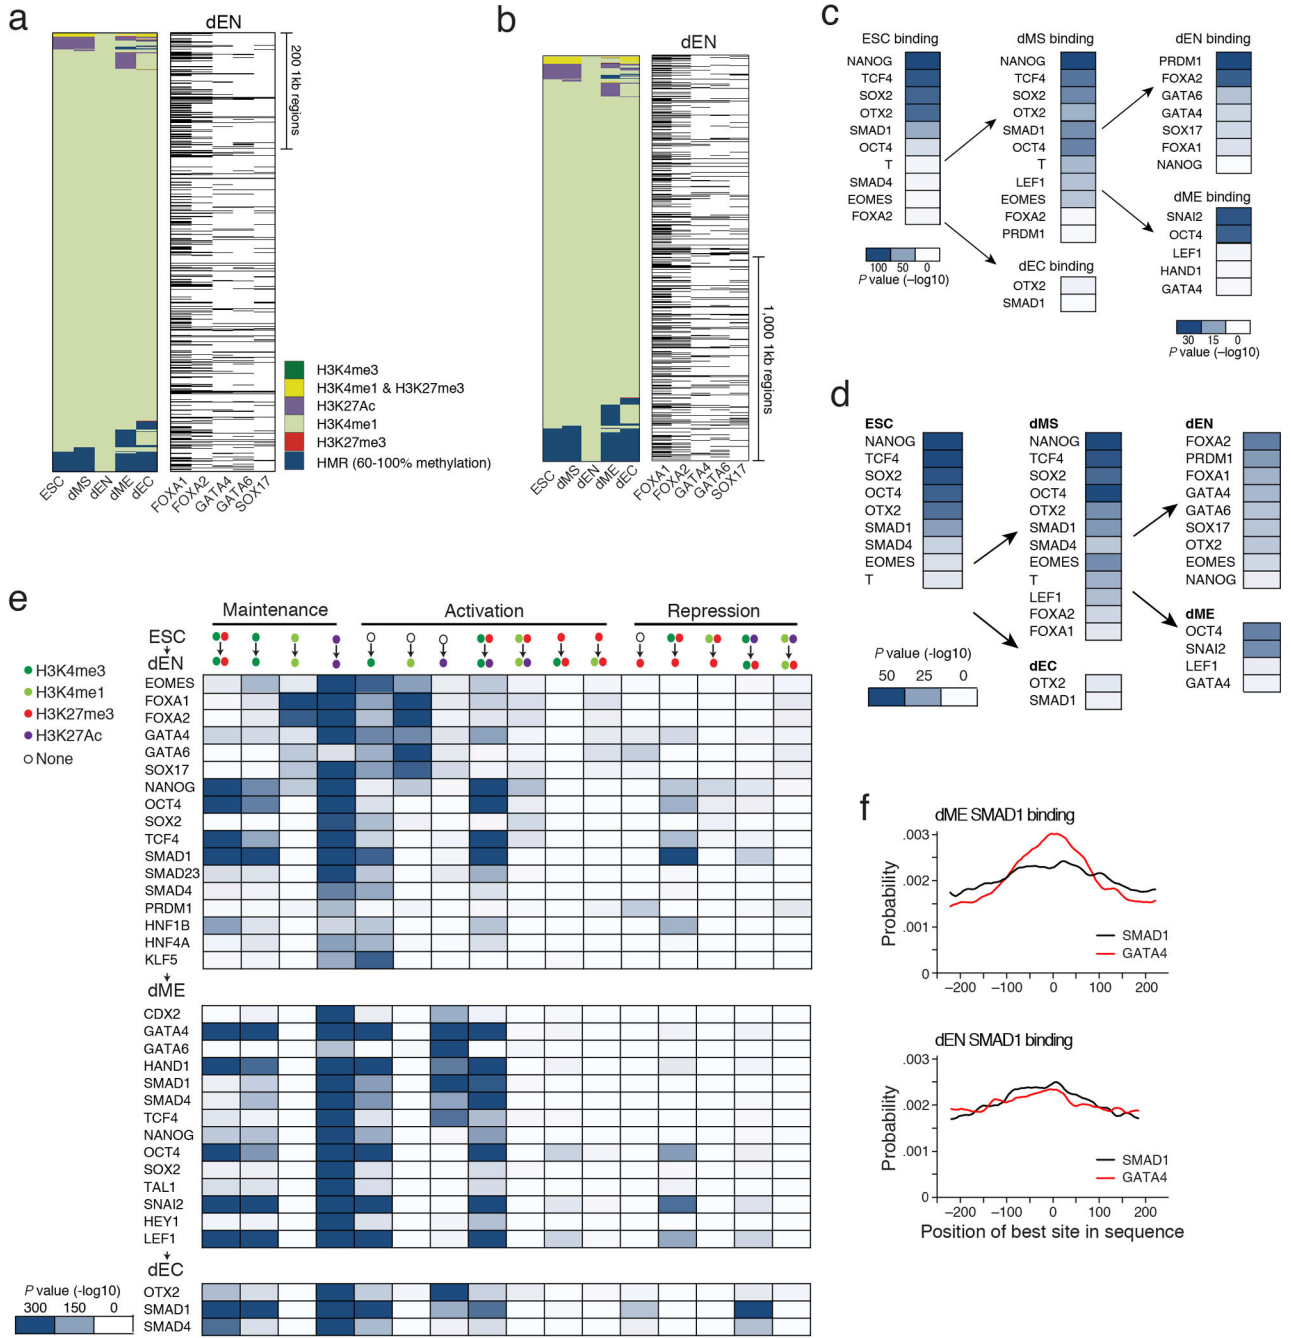 a
dEN
200 1kb regions
ESC
dMS
dEN
dME
dEC
FOXA1
FOXA2
GATA4
GATA6
SOX17
H3K4me3
H3K4me1 & H3K27me3
H3K27Ac
H3K4me1
H3K27me3
HMR (60-100% methylation)
b
dEN
1,000 1kb regions
ESC
dMS
dEN
dME
dEC
FOXA1
FOXA2
GATA4
GATA6
SOX17
c
ESC binding
NANOG
TCF4
SOX2
OTX2
SMAD1
OCT4
T
SMAD4
EOMES
FOXA2
100 50 0
P value (–log10)
dMS binding
NANOG
TCF4
SOX2
OTX2
SMAD1
OCT4
T
LEF1
EOMES
FOXA2
PRDM1
dEC binding
OTX2
SMAD1
dEN binding
PRDM1
FOXA2
GATA6
GATA4
SOX17
FOXA1
NANOG
dME binding
SNAI2
OCT4
LEF1
HAND1
GATA4
30 15 0
P value (–log10)
d
ESC
NANOG
TCF4
SOX2
OCT4
OTX2
SMAD1
SMAD4
EOMES
T
P value (-log10)
50 25 0
dMS
NANOG
TCF4
SOX2
OCT4
OTX2
SMAD1
SMAD4
EOMES
T
LEF1
FOXA2
FOXA1
dEC
OTX2
SMAD1
dEN
FOXA2
PRDM1
FOXA1
GATA4
GATA6
SOX17
OTX2
EOMES
NANOG
dME
OCT4
SNAI2
LEF1
GATA4
e
Maintenance Activation Repression
ESC
dEN
H3K4me3
H3K4me1
H3K27me3
H3K27Ac
None
EOMES
FOXA1
FOXA2
GATA4
GATA6
SOX17
NANOG
OCT4
SOX2
TCF4
SMAD1
SMAD23
SMAD4
PRDM1
HNF1B
HNF4A
KLF5
dME
CDX2
GATA4
GATA6
HAND1
SMAD1
SMAD4
TCF4
NANOG
OCT4
SOX2
TAL1
SNAI2
HEY1
LEF1
dEC
OTX2
SMAD1
SMAD4
P value (-log10)
300 150 0
f
dME SMAD1 binding
Probability
.003
.002
.001
0
SMAD1
GATA4
–200 –100 0 100 200
dEN SMAD1 binding
Probability
.003
.002
.001
0
SMAD1
GATA4
–200 –100 0 100 200
Position of best site in sequence